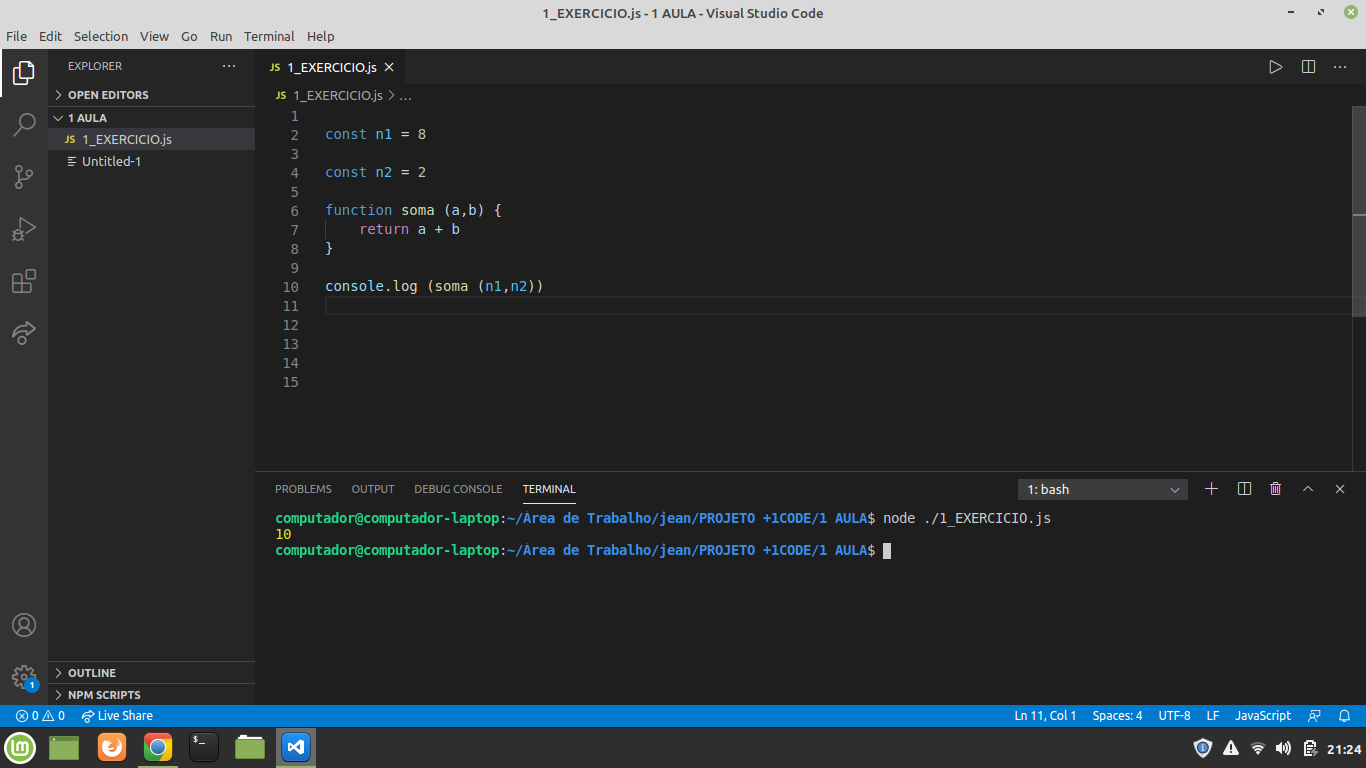 1_EXERCICIO.js - 1 AULA - Visual Studio Code
File Edit Selection View Go Run Terminal Help
EXPLORER
OPEN EDITORS
1 AULA
JS 1_EXERCICIO.js
Untitled-1
OUTLINE
NPM SCRIPTS
1
JS 1_EXERCICIO.js
JS 1_EXERCICIO.js > ...
1
2 const n1 = 8
3
4 const n2 = 2
5
6 function soma (a,b) {
7 return a + b
8 }
9
10 console.log (soma (n1,n2))
11
12
13
14
15
PROBLEMS OUTPUT DEBUG CONSOLE TERMINAL 1: bash
computador@computador-laptop:~/Área de Trabalho/jean/PROJETO +1CODE/1 AULA$ node ./1_EXERCICIO.js
10
computador@computador-laptop:~/Área de Trabalho/jean/PROJETO +1CODE/1 AULA$
0 0 Live Share Ln 11, Col 1 Spaces: 4 UTF-8 LF JavaScript
$_ 21:24